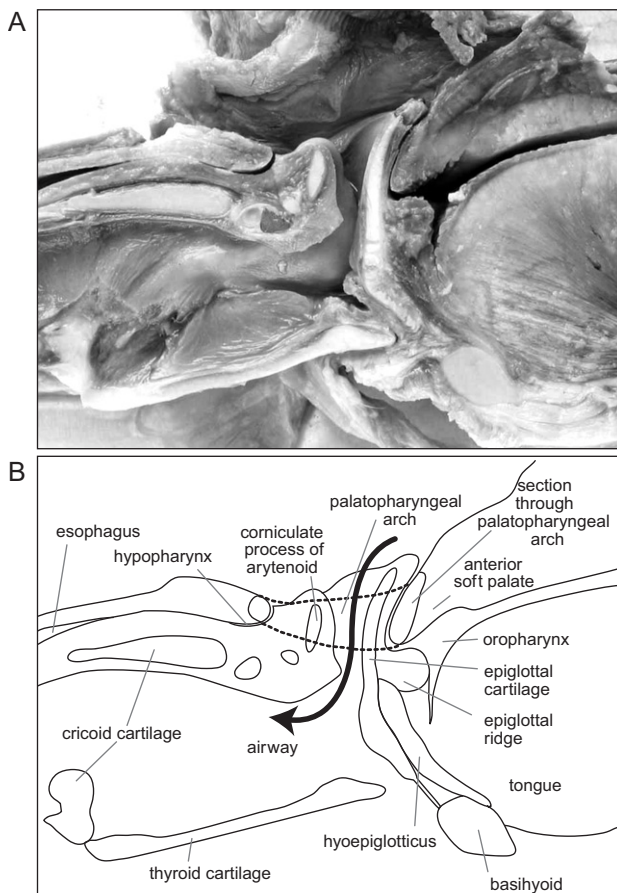 A
B
section
through
palatopharyngeal
arch
palatopharyngeal
arch
esophagus
corniculate
process of
arytenoid
hypopharynx
anterior
soft palate
oropharynx
epiglottal
cartilage
cricoid cartilage
epiglottal
ridge
airway
tongue
hyoepiglotticus
thyroid cartilage
basihyoid